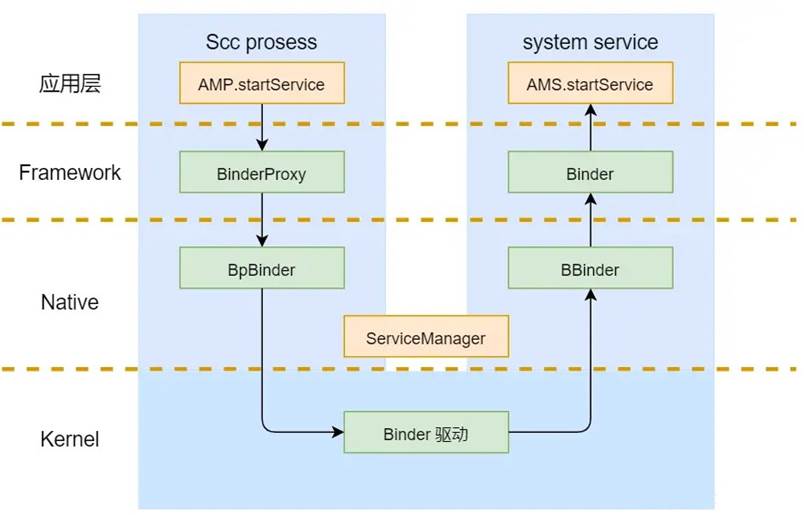 Scc prosess
system service
应用层
AMP.startService
AMS.startService
Framework
BinderProxy
Binder
BpBinder
BBinder
Native
ServiceManager
Kernel
Binder 驱动